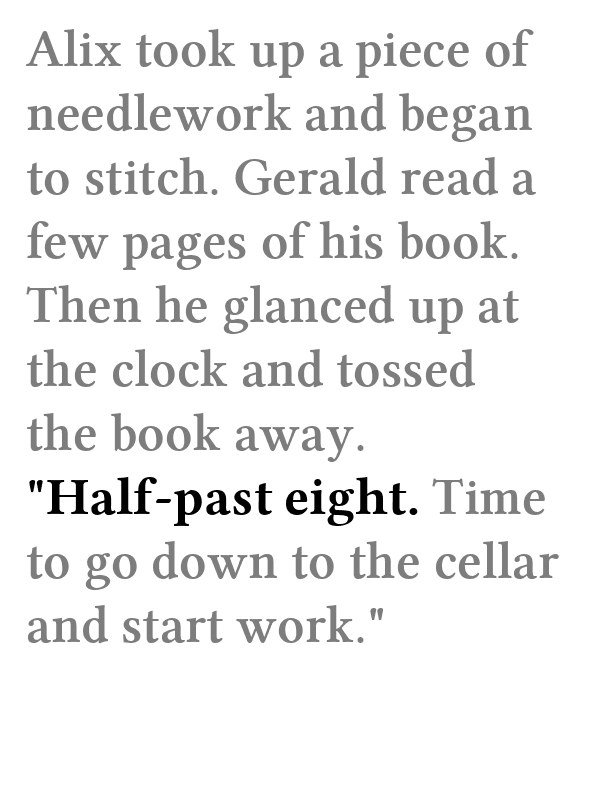 Alix took up a piece of
needlework and began
to stitch. Gerald read a
few pages of his book.
Then he glanced up at
the clock and tossed
the book away.
"Half-past eight. Time
to go down to the cellar
and start work."